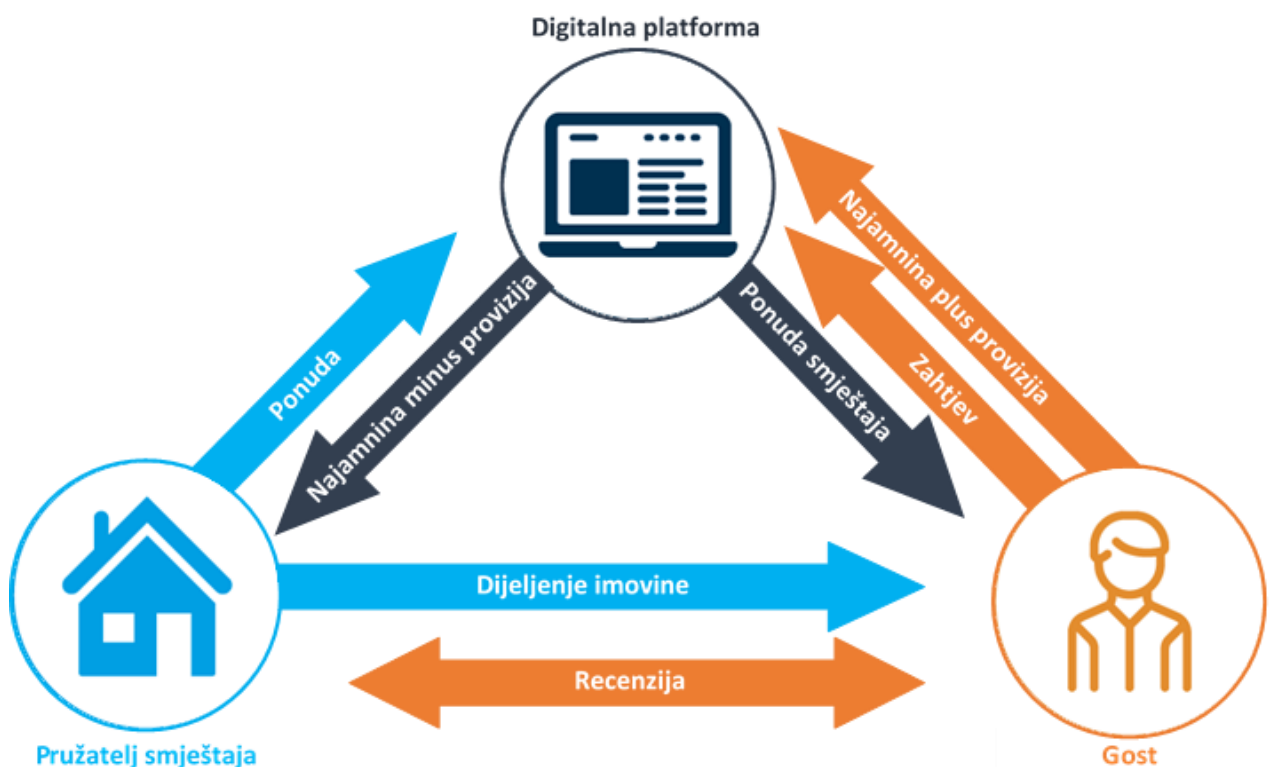 Digitalna platforma
Najamnina plus provizija
Ponuda
Najamnina minus provizija
Ponuda smještaja
Zahtjev
Dijeljenje imovine
Recenzija
Pružatelj smještaja
Gost